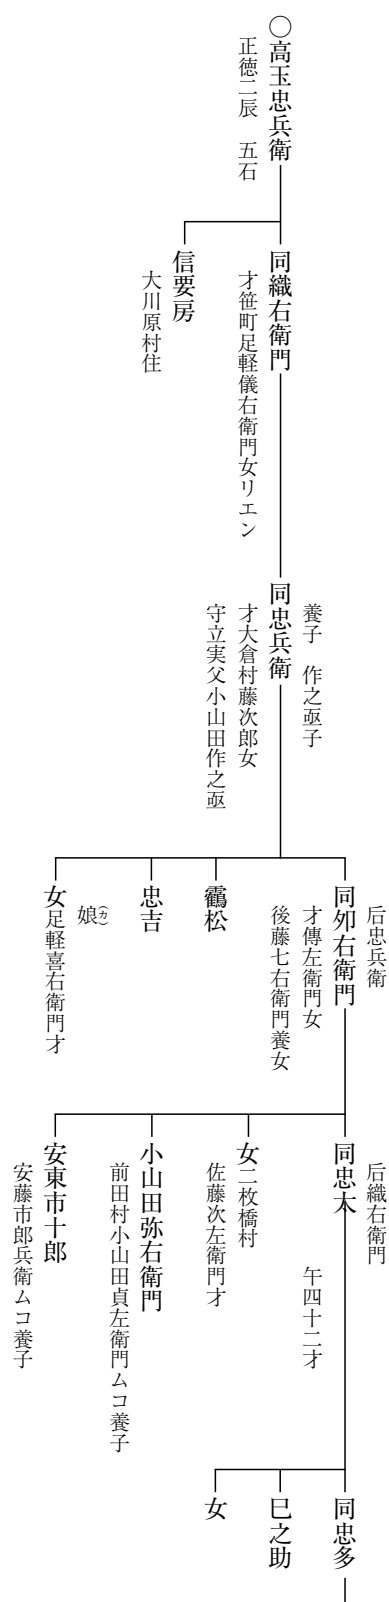 ○高玉忠兵衛
正徳二辰　五石
同織右衛門
才笹町足軽儀右衛門女リエン
信要房
大川原村住
養子　作之亟子
同忠兵衛
才大倉村藤次郎女
守立実父小山田作之亟
后忠兵衛
同夘右衛門
才傳左衛門女
後藤七右衛門養女
靏松
忠吉
娘(カ)
女足軽喜右衛門才
后織右衛門
同忠太
午四十二才
女二枚橋村
佐藤次左衛門才
小山田弥右衛門
前田村小山田貞左衛門ムコ養子
安東市十郎
安藤市郎兵衛ムコ養子
同忠多
巳之助
女